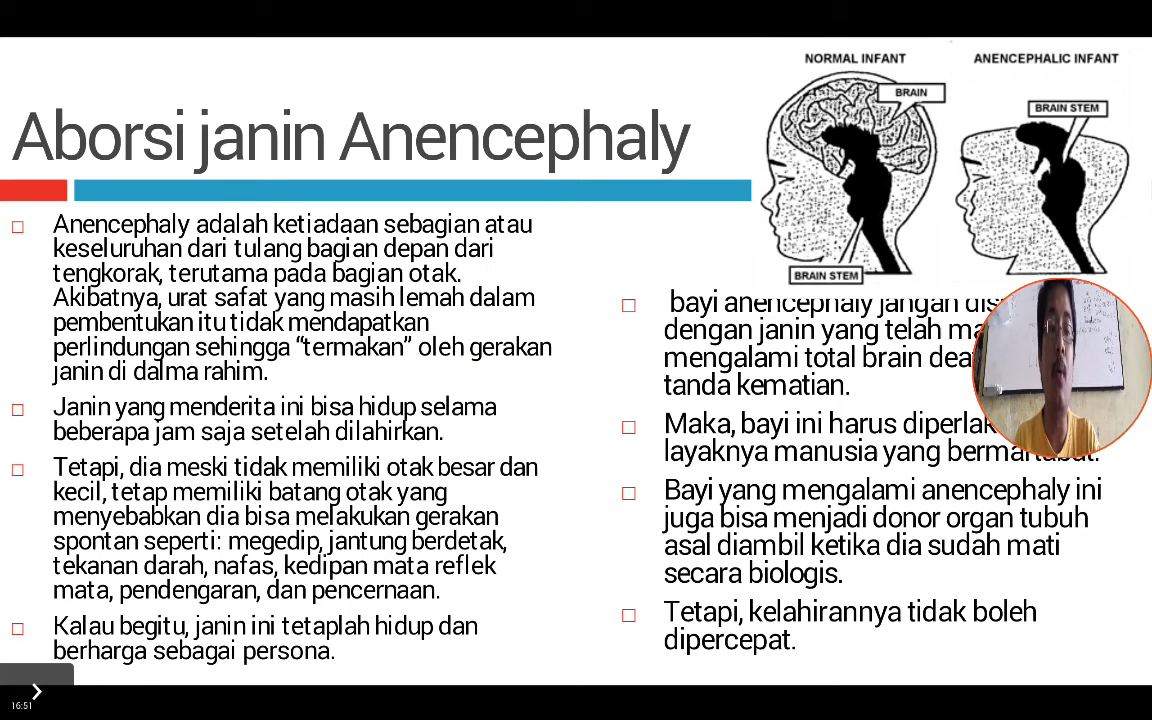 Aborsi janin Anencephaly
NORMAL INFANT
ANENCEPHALIC INFANT
BRAIN
BRAIN STEM
BRAIN STEM
Anencephaly adalah ketiadaan sebagian atau
keseluruhan dari tulang bagian depan dari
tengkorak, terutama pada bagian otak.
Akibatnya, urat safat yang masih lemah dalam
pembentukan itu tidak mendapatkan
perlindungan sehingga “termakan” oleh gerakan
janin di dalma rahim.
Janin yang menderita ini bisa hidup selama
beberapa jam saja setelah dilahirkan.
Tetapi, dia meski tidak memiliki otak besar dan
kecil, tetap memiliki batang otak yang
menyebabkan dia bisa melakukan gerakan
spontan seperti: megedip, jantung berdetak,
tekanan darah, nafas, kedipan mata reflek
mata, pendengaran, dan pencernaan.
Kalau begitu, janin ini tetaplah hidup dan
berharga sebagai persona.
bayi anencephaly jangan
dengan janin yang telah
mengalami total brain
tanda kematian.
Maka, bayi ini harus
layaknya manusia yang
Bayi yang mengalami anencephaly ini
juga bisa menjadi donor organ tubuh
asal diambil ketika dia sudah mati
secara biologis.
Tetapi, kelahirannya tidak boleh
dipercepat.
16:51